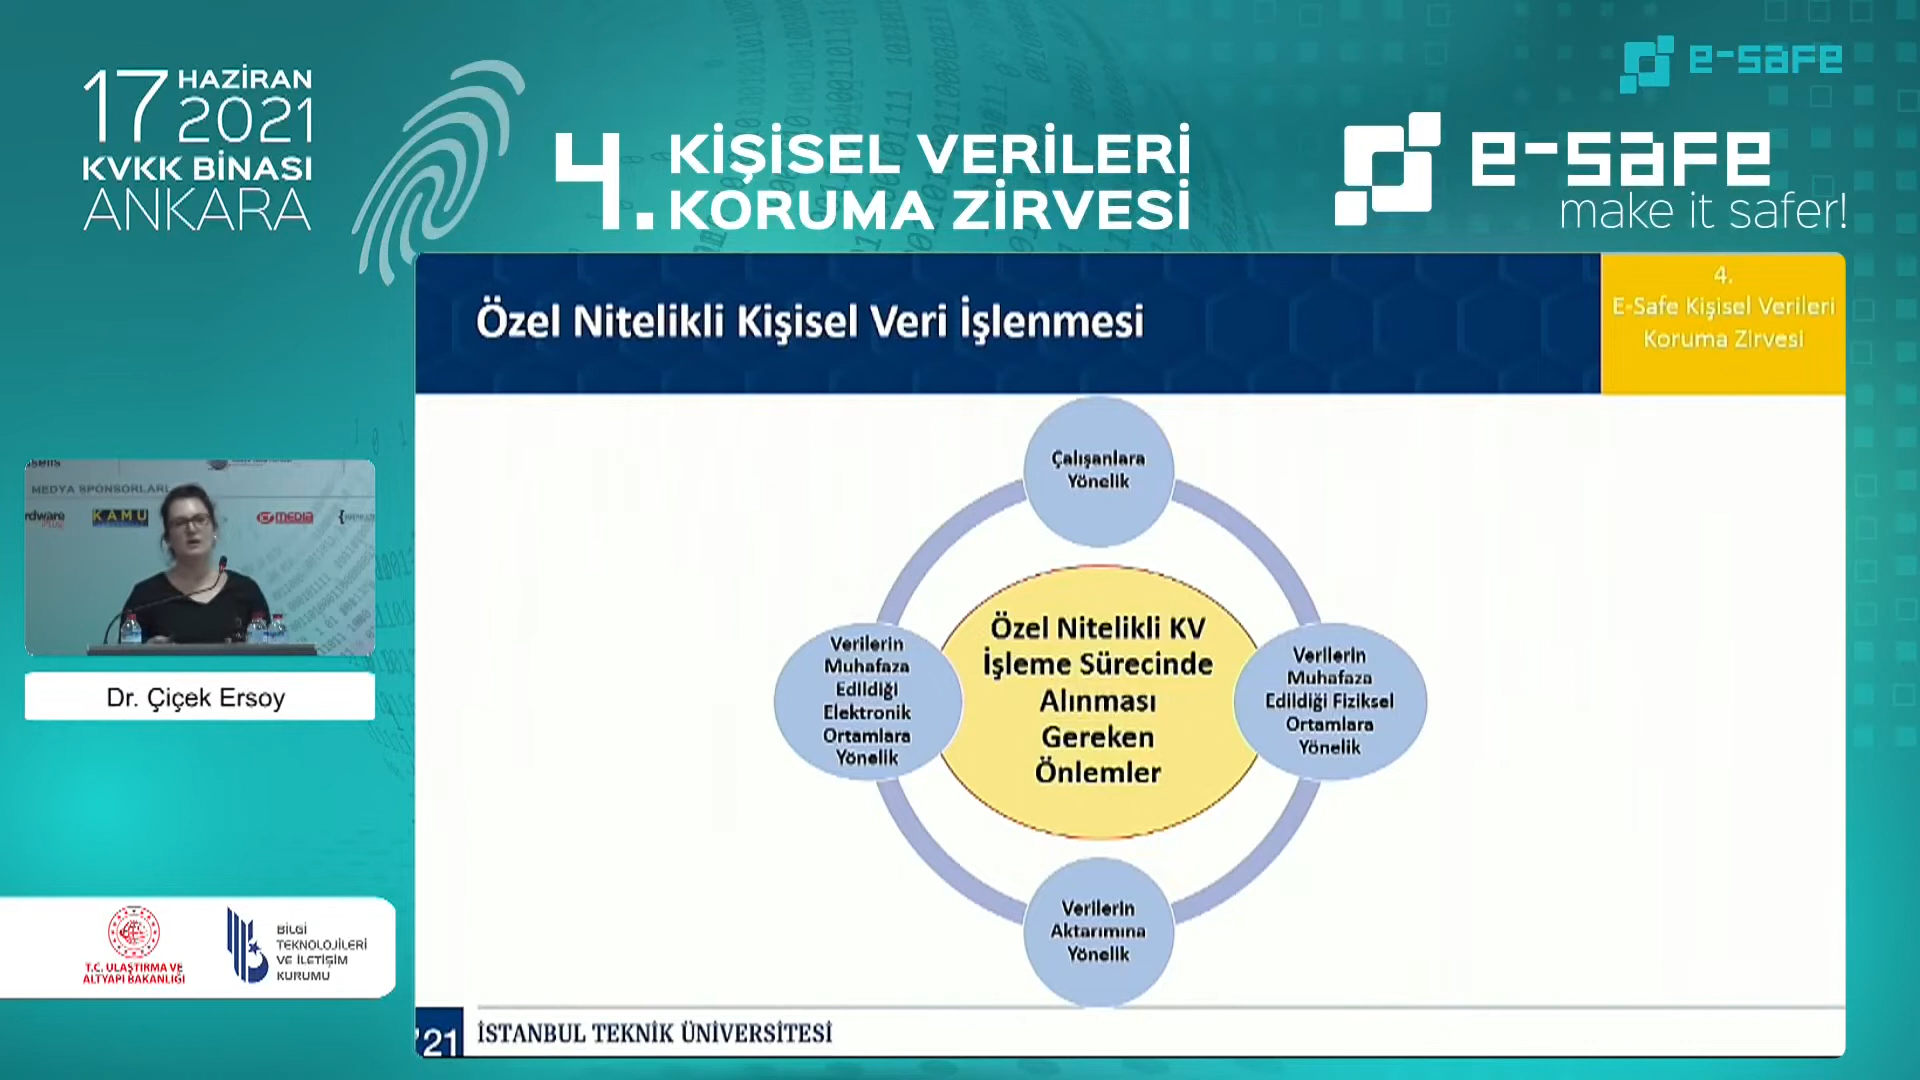 17 HAZİRAN
2021
KVKK BİNASI
ANKARA
4. KİŞİSEL VERİLERİ
KORUMA ZİRVESİ
e-safe
e-safe
make it safer!
Özel Nitelikli Kişisel Veri İşlenmesi
4.
E-Safe Kişisel Verileri
Koruma Zirvesi
Çalışanlara
Yönelik
Özel Nitelikli KV
İşleme Sürecinde
Alınması
Gereken
Önlemler
Verilerin
Muhafaza
Edildiği
Elektronik
Ortamlara
Yönelik
Verilerin
Muhafaza
Edildiği Fiziksel
Ortamlara
Yönelik
Verilerin
Aktarımına
Yönelik
'21
İSTANBUL TEKNİK ÜNİVERSİTESİ
MEDYA SPONSORLARI
KAMU
MEDIA
Dr. Çiçek Ersoy
T.C. ULAŞTIRMA VE
ALTYAPI BAKANLIĞI
BİLGİ
TEKNOLOJİLERİ
VE İLETİŞİM
KURUMU